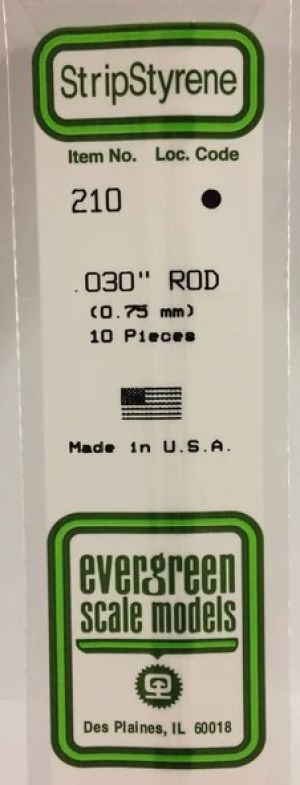 StripStyrene
Item No. Loc. Code
210 ●
.030" ROD
(0.75 mm)
10 Pieces
Made in U.S.A.
evergreen
scale models
Des Plaines, IL 60018